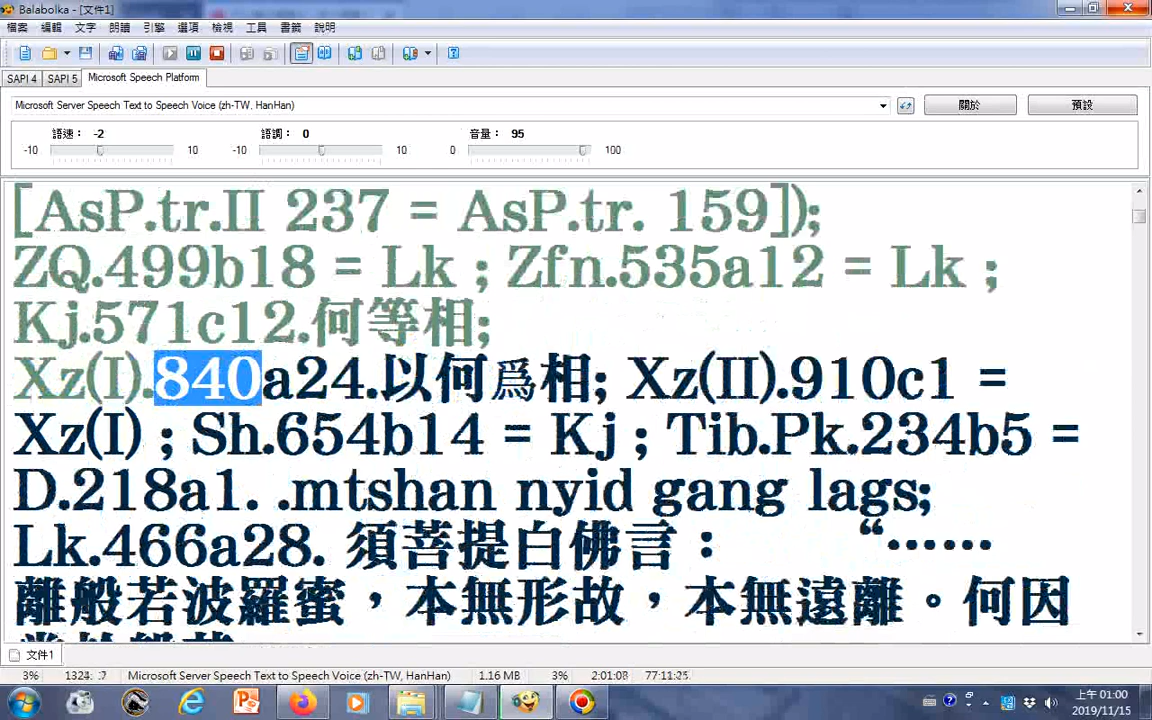 Balabolka - [文件1]
檔案 編輯 文字 朗讀 引擎 選項 檢視 工具 書籤 說明
SAPI 4 SAPI 5 Microsoft Speech Platform
Microsoft Server Speech Text to Speech Voice (zh-TW, HanHan) 關於 預設
語速： -2 語調： 0 音量： 95
-10 10 -10 10 0 100
[AsP.tr.II 237 = AsP.tr. 159]);
ZQ.499b18 = Lk ; Zfn.535a12 = Lk ;
Kj.571c12.何等相;
Xz(I).840a24.以何爲相; Xz(II).910c1 =
Xz(I) ; Sh.654b14 = Kj ; Tib.Pk.234b5 =
D.218a1. .mtshan nyid gang lags;
Lk.466a28. 須菩提白佛言： “……
離般若波羅蜜，本無形故，本無遠離。何因
文件1
3% Microsoft Server Speech Text to Speech Voice (zh-TW, HanHan) 1.16 MB 3% 2:01:08 77:11:25
上午 01:00
2019/11/15